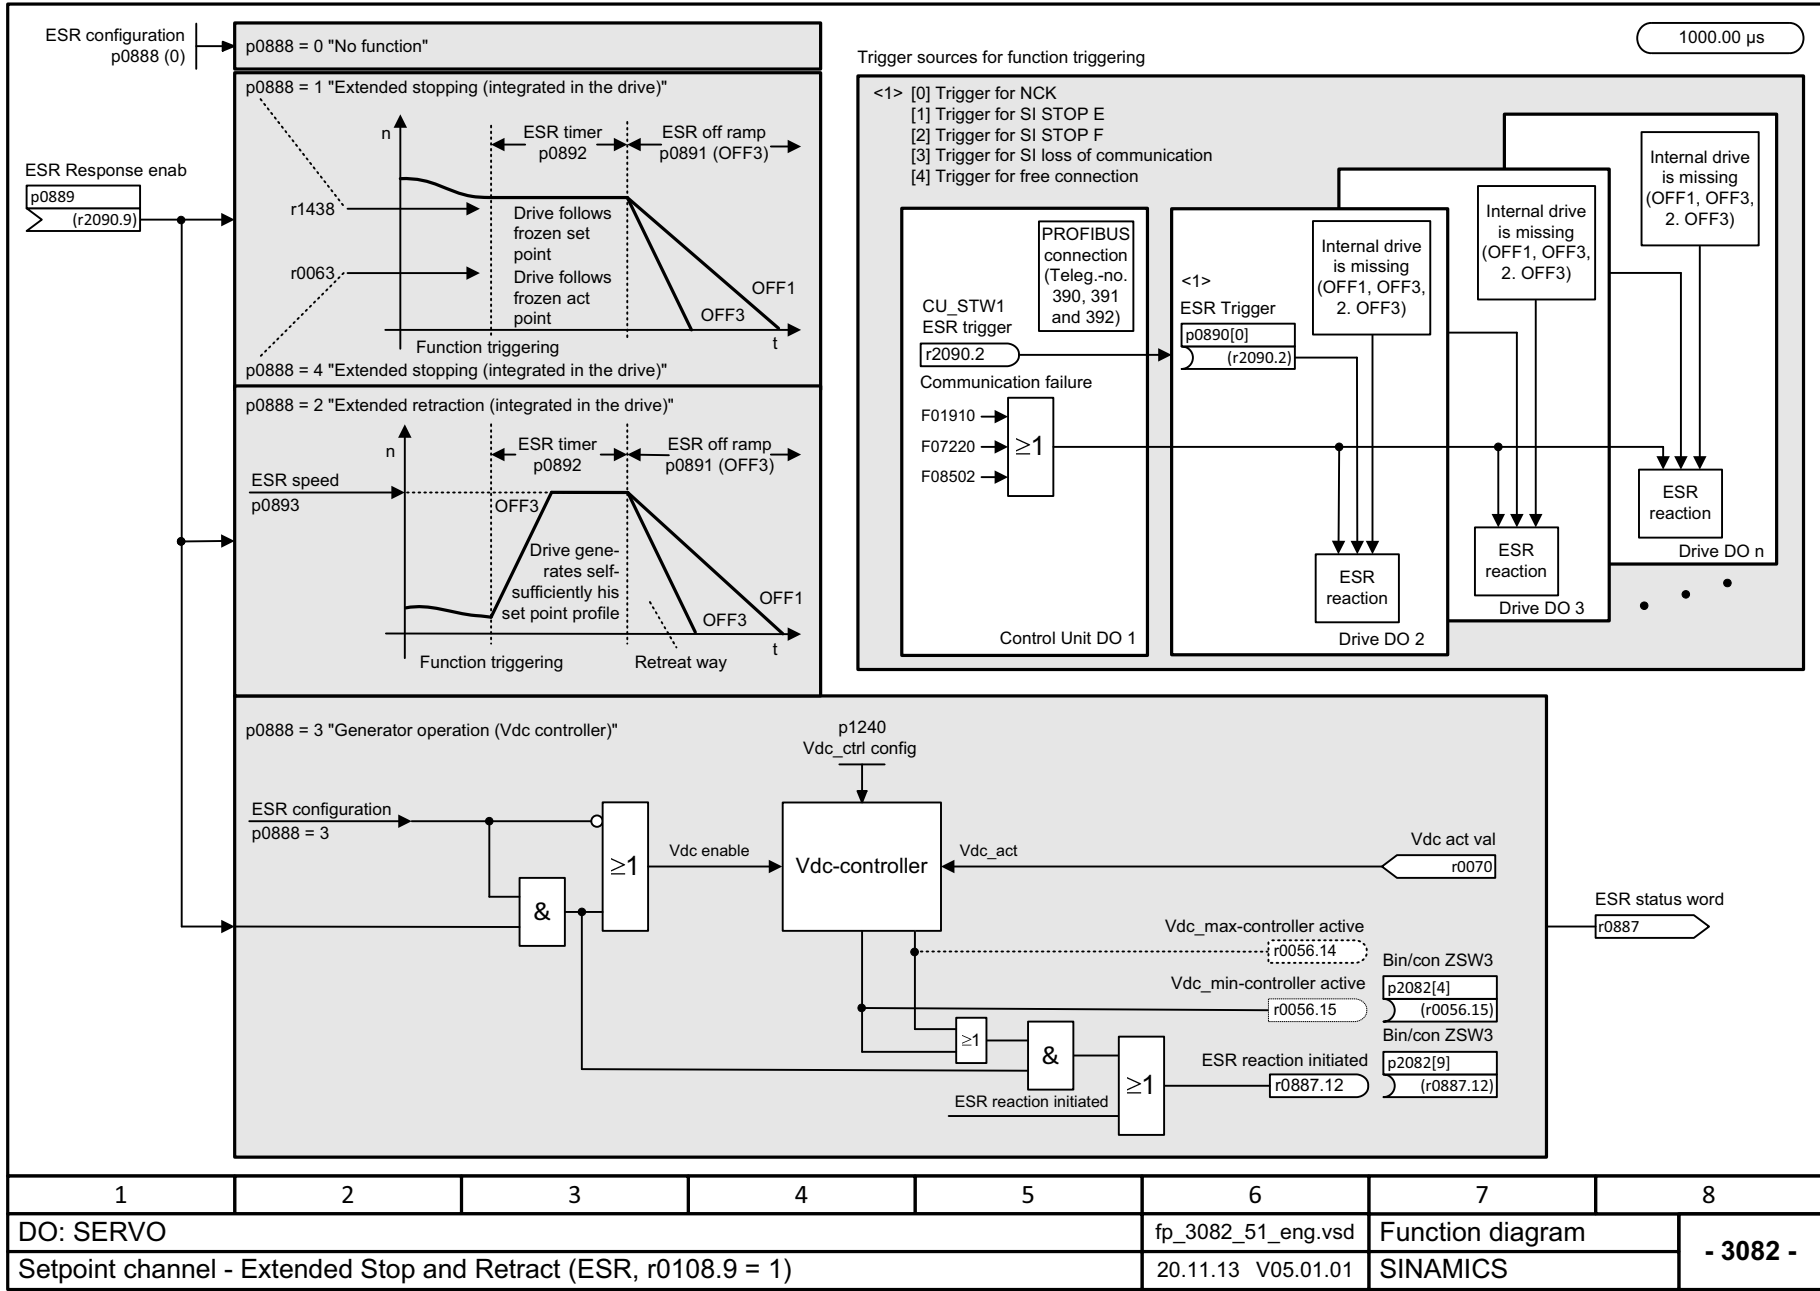 ESR configuration
p0888 (0)
p0888 = 0 "No function"
p0888 = 1 "Extended stopping (integrated in the drive)"
n
ESR timer
p0892
ESR off ramp
p0891 (OFF3)
ESR Response enab
p0889
(r2090.9)
r1438
Drive follows
frozen set
point
r0063
Drive follows
frozen act
point
OFF1
OFF3
t
Function triggering
p0888 = 4 "Extended stopping (integrated in the drive)"
p0888 = 2 "Extended retraction (integrated in the drive)"
n
ESR timer
p0892
ESR off ramp
p0891 (OFF3)
ESR speed
p0893
OFF3
Drive gene-
rates self-
sufficiently his
set point profile
OFF1
OFF3
t
Function triggering
Retreat way
1000.00 µs
Trigger sources for function triggering
<1> [0] Trigger for NCK
[1] Trigger for SI STOP E
[2] Trigger for SI STOP F
[3] Trigger for SI loss of communication
[4] Trigger for free connection
PROFIBUS
connection
(Teleg.-no.
390, 391
and 392)
CU_STW1
ESR trigger
r2090.2
Communication failure
F01910
F07220
F08502
≥1
Control Unit DO 1
<1>
ESR Trigger
p0890[0]
(r2090.2)
Internal drive
is missing
(OFF1, OFF3,
2. OFF3)
ESR
reaction
Drive DO 2
Internal drive
is missing
(OFF1, OFF3,
2. OFF3)
ESR
reaction
Drive DO 3
Internal drive
is missing
(OFF1, OFF3,
2. OFF3)
ESR
reaction
Drive DO n
p0888 = 3 "Generator operation (Vdc controller)"
p1240
Vdc_ctrl config
ESR configuration
p0888 = 3
&
≥1
Vdc enable
Vdc-controller
Vdc_act
Vdc act val
r0070
ESR status word
r0887
Vdc_max-controller active
r0056.14
Vdc_min-controller active
r0056.15
Bin/con ZSW3
p2082[4]
(r0056.15)
≥1
&
≥1
ESR reaction initiated
ESR reaction initiated
r0887.12
Bin/con ZSW3
p2082[9]
(r0887.12)
1 2 3 4 5 6 7 8
DO: SERVO
fp_3082_51_eng.vsd
Function diagram
- 3082 -
Setpoint channel - Extended Stop and Retract (ESR, r0108.9 = 1)
20.11.13 V05.01.01
SINAMICS